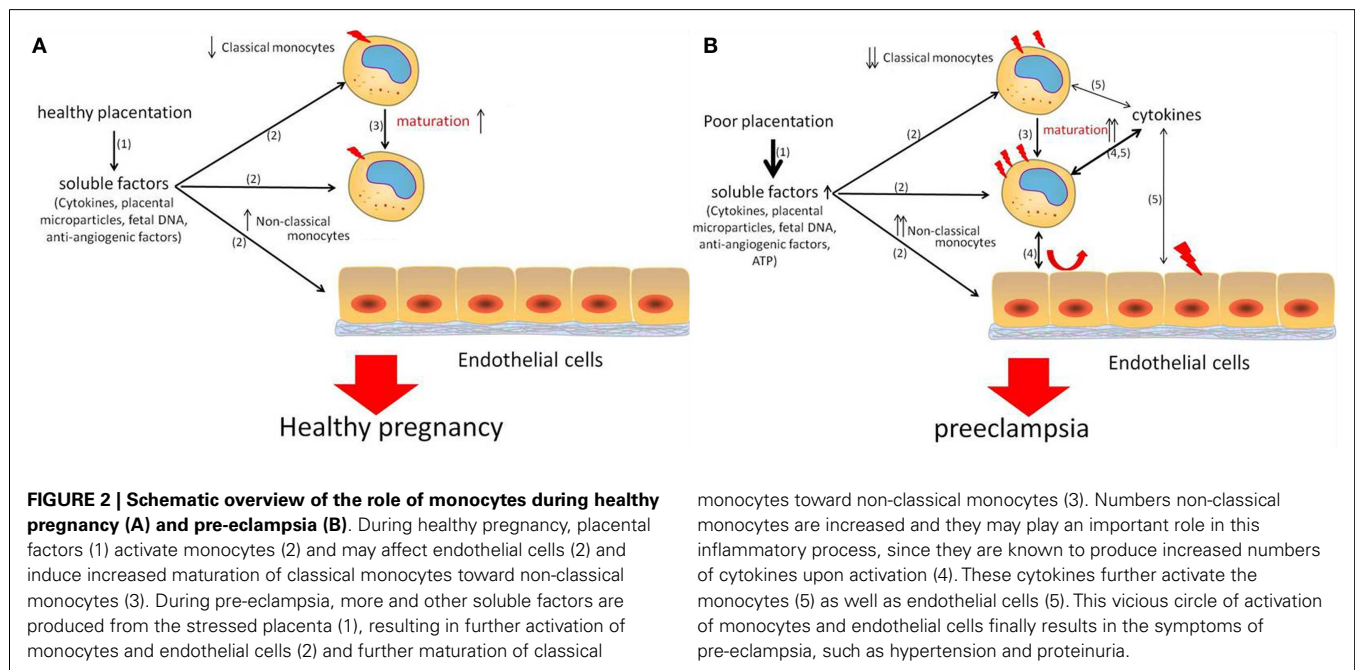 A
↓ Classical monocytes
healthy placentation
(1)
(2)
(3)
maturation ↑
soluble factors
(Cytokines, placental
microparticles, fetal DNA,
anti-angiogenic factors)
(2)
↑ Non-classical
monocytes
(2)
Endothelial cells
Healthy pregnancy
B
↓↓ Classical monocytes
(5)
cytokines
Poor placentation
(1)
(2)
(3)
maturation ↑↑
(4,5)
soluble factors ↑
(Cytokines, placental
microparticles, fetal DNA,
anti-angiogenic factors,
ATP)
(2)
(5)
↑↑ Non-classical
monocytes
(2)
(4)
Endothelial cells
preeclampsia
FIGURE 2 | Schematic overview of the role of monocytes during healthy
pregnancy (A) and pre-eclampsia (B). During healthy pregnancy, placental
factors (1) activate monocytes (2) and may affect endothelial cells (2) and
induce increased maturation of classical monocytes toward non-classical
monocytes (3). During pre-eclampsia, more and other soluble factors are
produced from the stressed placenta (1), resulting in further activation of
monocytes and endothelial cells (2) and further maturation of classical
monocytes toward non-classical monocytes (3). Numbers non-classical
monocytes are increased and they may play an important role in this
inflammatory process, since they are known to produce increased numbers
of cytokines upon activation (4). These cytokines further activate the
monocytes (5) as well as endothelial cells (5). This vicious circle of activation
of monocytes and endothelial cells finally results in the symptoms of
pre-eclampsia, such as hypertension and proteinuria.